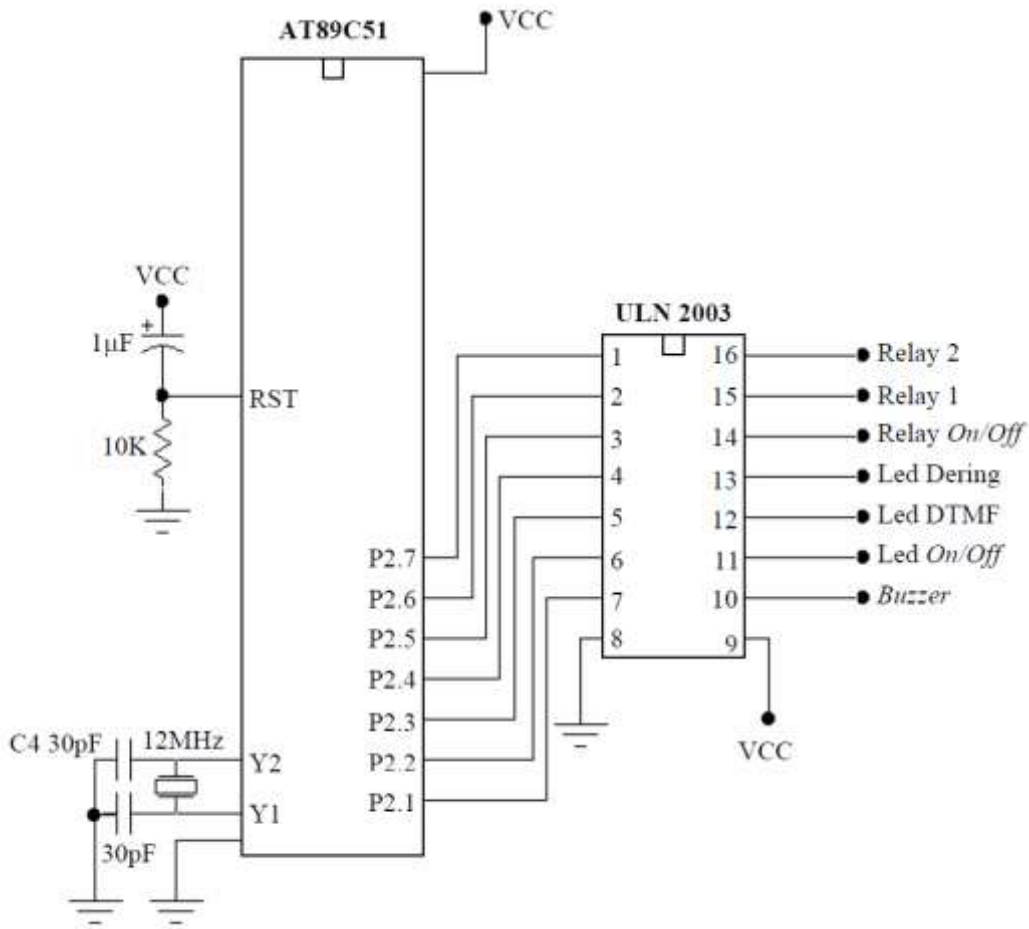 AT89C51
VCC
VCC
1µF
+
RST
10K
P2.7
P2.6
P2.5
P2.4
P2.3
P2.2
P2.1
C4 30pF
12MHz
Y2
Y1
30pF
ULN 2003
1
2
3
4
5
6
7
8
16
15
14
13
12
11
10
9
Relay 2
Relay 1
Relay On/Off
Led Dering
Led DTMF
Led On/Off
Buzzer
VCC